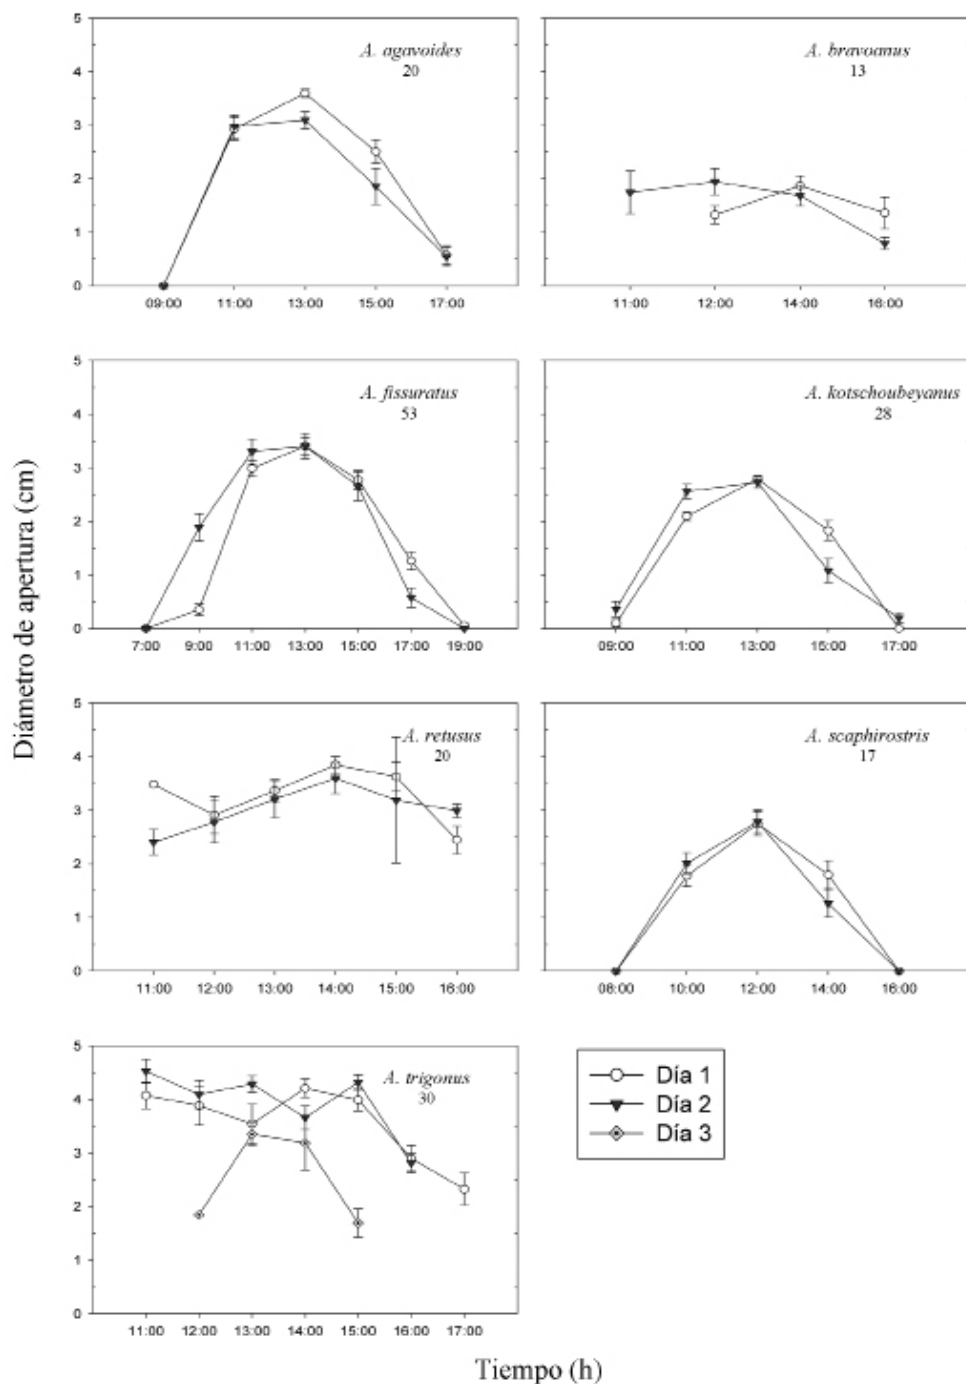 Diámetro de apertura (cm)
5
4
3
2
1
0
A. agavoides
20
09:00 11:00 13:00 15:00 17:00
A. bravoanus
13
11:00 12:00 14:00 16:00
5
4
3
2
1
0
A. fissuratus
53
7:00 9:00 11:00 13:00 15:00 17:00 19:00
A. kotschoubeyanus
28
09:00 11:00 13:00 15:00 17:00
5
4
3
2
1
0
A. retusus
20
11:00 12:00 13:00 14:00 15:00 16:00
A. scaphirostris
17
08:00 10:00 12:00 14:00 16:00
5
4
3
2
1
0
A. trigonus
30
11:00 12:00 13:00 14:00 15:00 16:00 17:00
Día 1
Día 2
Día 3
Tiempo (h)